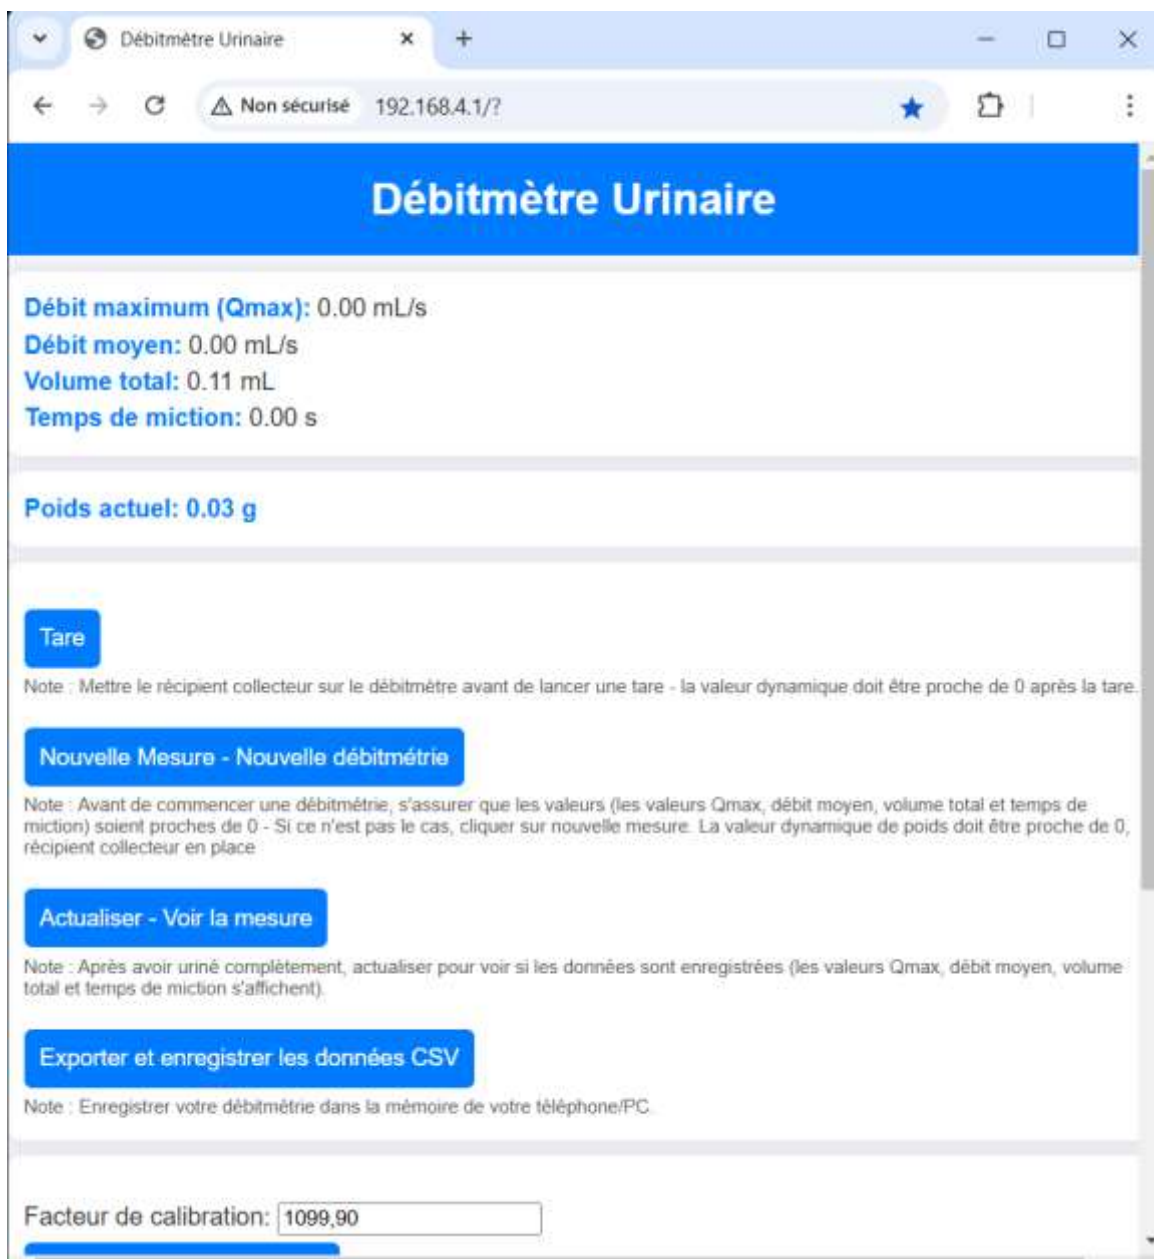 Débitmètre Urinaire
Non sécurisé 192.168.4.1/?
Débitmètre Urinaire
Débit maximum (Qmax): 0.00 mL/s
Débit moyen: 0.00 mL/s
Volume total: 0.11 mL
Temps de miction: 0.00 s
Poids actuel: 0.03 g
Tare
Note : Mettre le récipient collecteur sur le débitmètre avant de lancer une tare - la valeur dynamique doit être proche de 0 après la tare.
Nouvelle Mesure - Nouvelle débitmétrie
Note : Avant de commencer une débitmétrie, s'assurer que les valeurs (les valeurs Qmax, débit moyen, volume total et temps de
miction) soient proches de 0 - Si ce n'est pas le cas, cliquer sur nouvelle mesure. La valeur dynamique de poids doit être proche de 0,
récipient collecteur en place
Actualiser - Voir la mesure
Note : Après avoir uriné complètement, actualiser pour voir si les données sont enregistrées (les valeurs Qmax, débit moyen, volume
total et temps de miction s'affichent).
Exporter et enregistrer les données CSV
Note : Enregistrer votre débitmétrie dans la mémoire de votre téléphone/PC.
Facteur de calibration: 1099,90